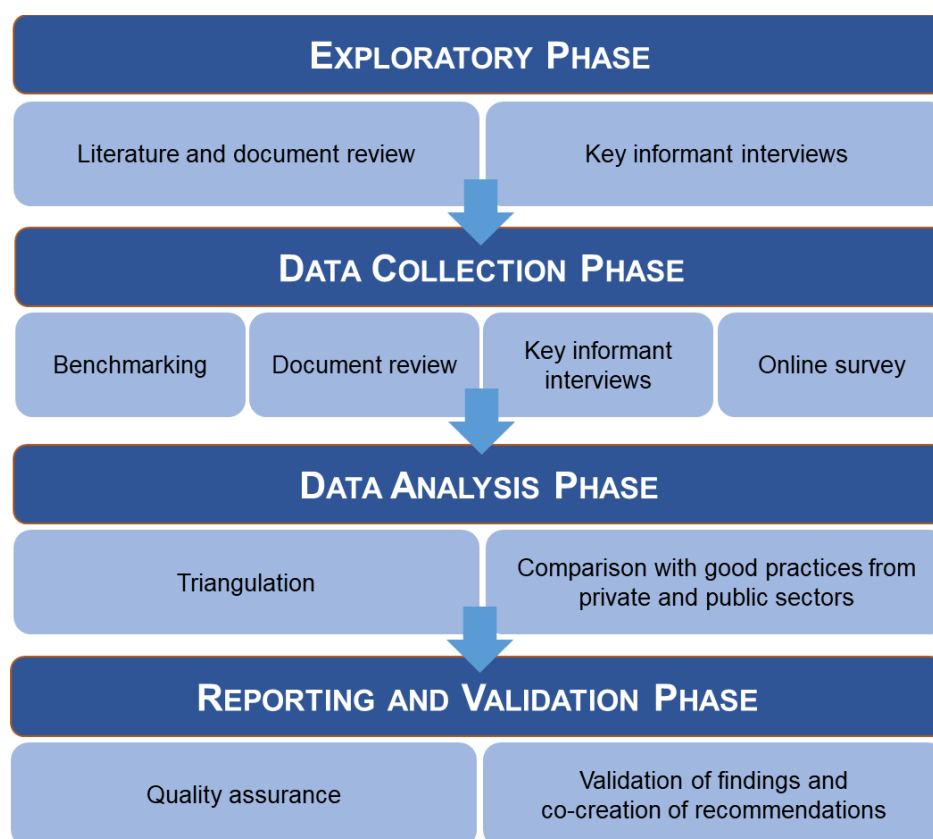 EXPLORATORY PHASE
Literature and document review
Key informant interviews
DATA COLLECTION PHASE
Benchmarking
Document review
Key informant
interviews
Online survey
DATA ANALYSIS PHASE
Triangulation
Comparison with good practices from
private and public sectors
REPORTING AND VALIDATION PHASE
Quality assurance
Validation of findings and
co-creation of recommendations